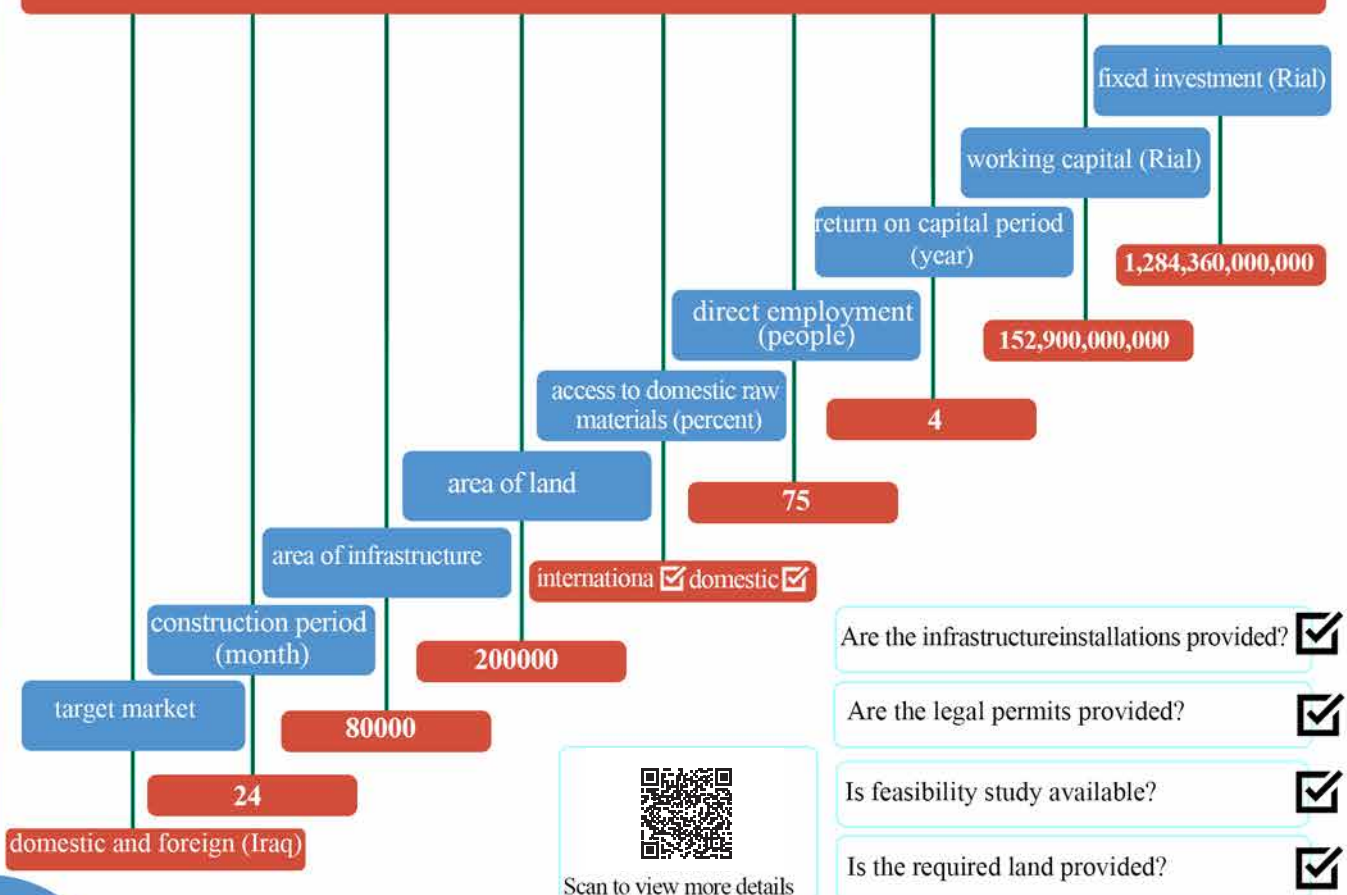 fixed investment (Rial)
1,284,360,000,000
working capital (Rial)
152,900,000,000
return on capital period
(year)
4
direct employment
(people)
75
access to domestic raw
materials (percent)
internationa ☑ domestic ☑
area of land
200000
area of infrastructure
80000
construction period
(month)
24
target market
domestic and foreign (Iraq)
Are the infrastructureinstallations provided? ☑
Are the legal permits provided? ☑
Is feasibility study available? ☑
Is the required land provided? ☑
Scan to view more details